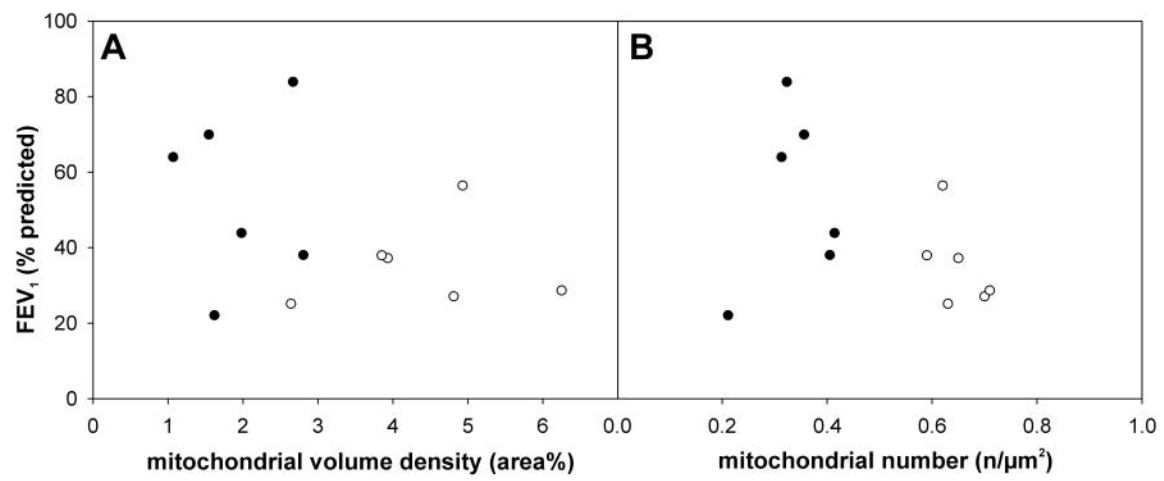 A
B
FEV₁ (% predicted)
100
80
60
40
20
0
0 1 2 3 4 5 6 0.0 0.2 0.4 0.6 0.8 1.0
mitochondrial volume density (area%)
mitochondrial number (n/µm²)